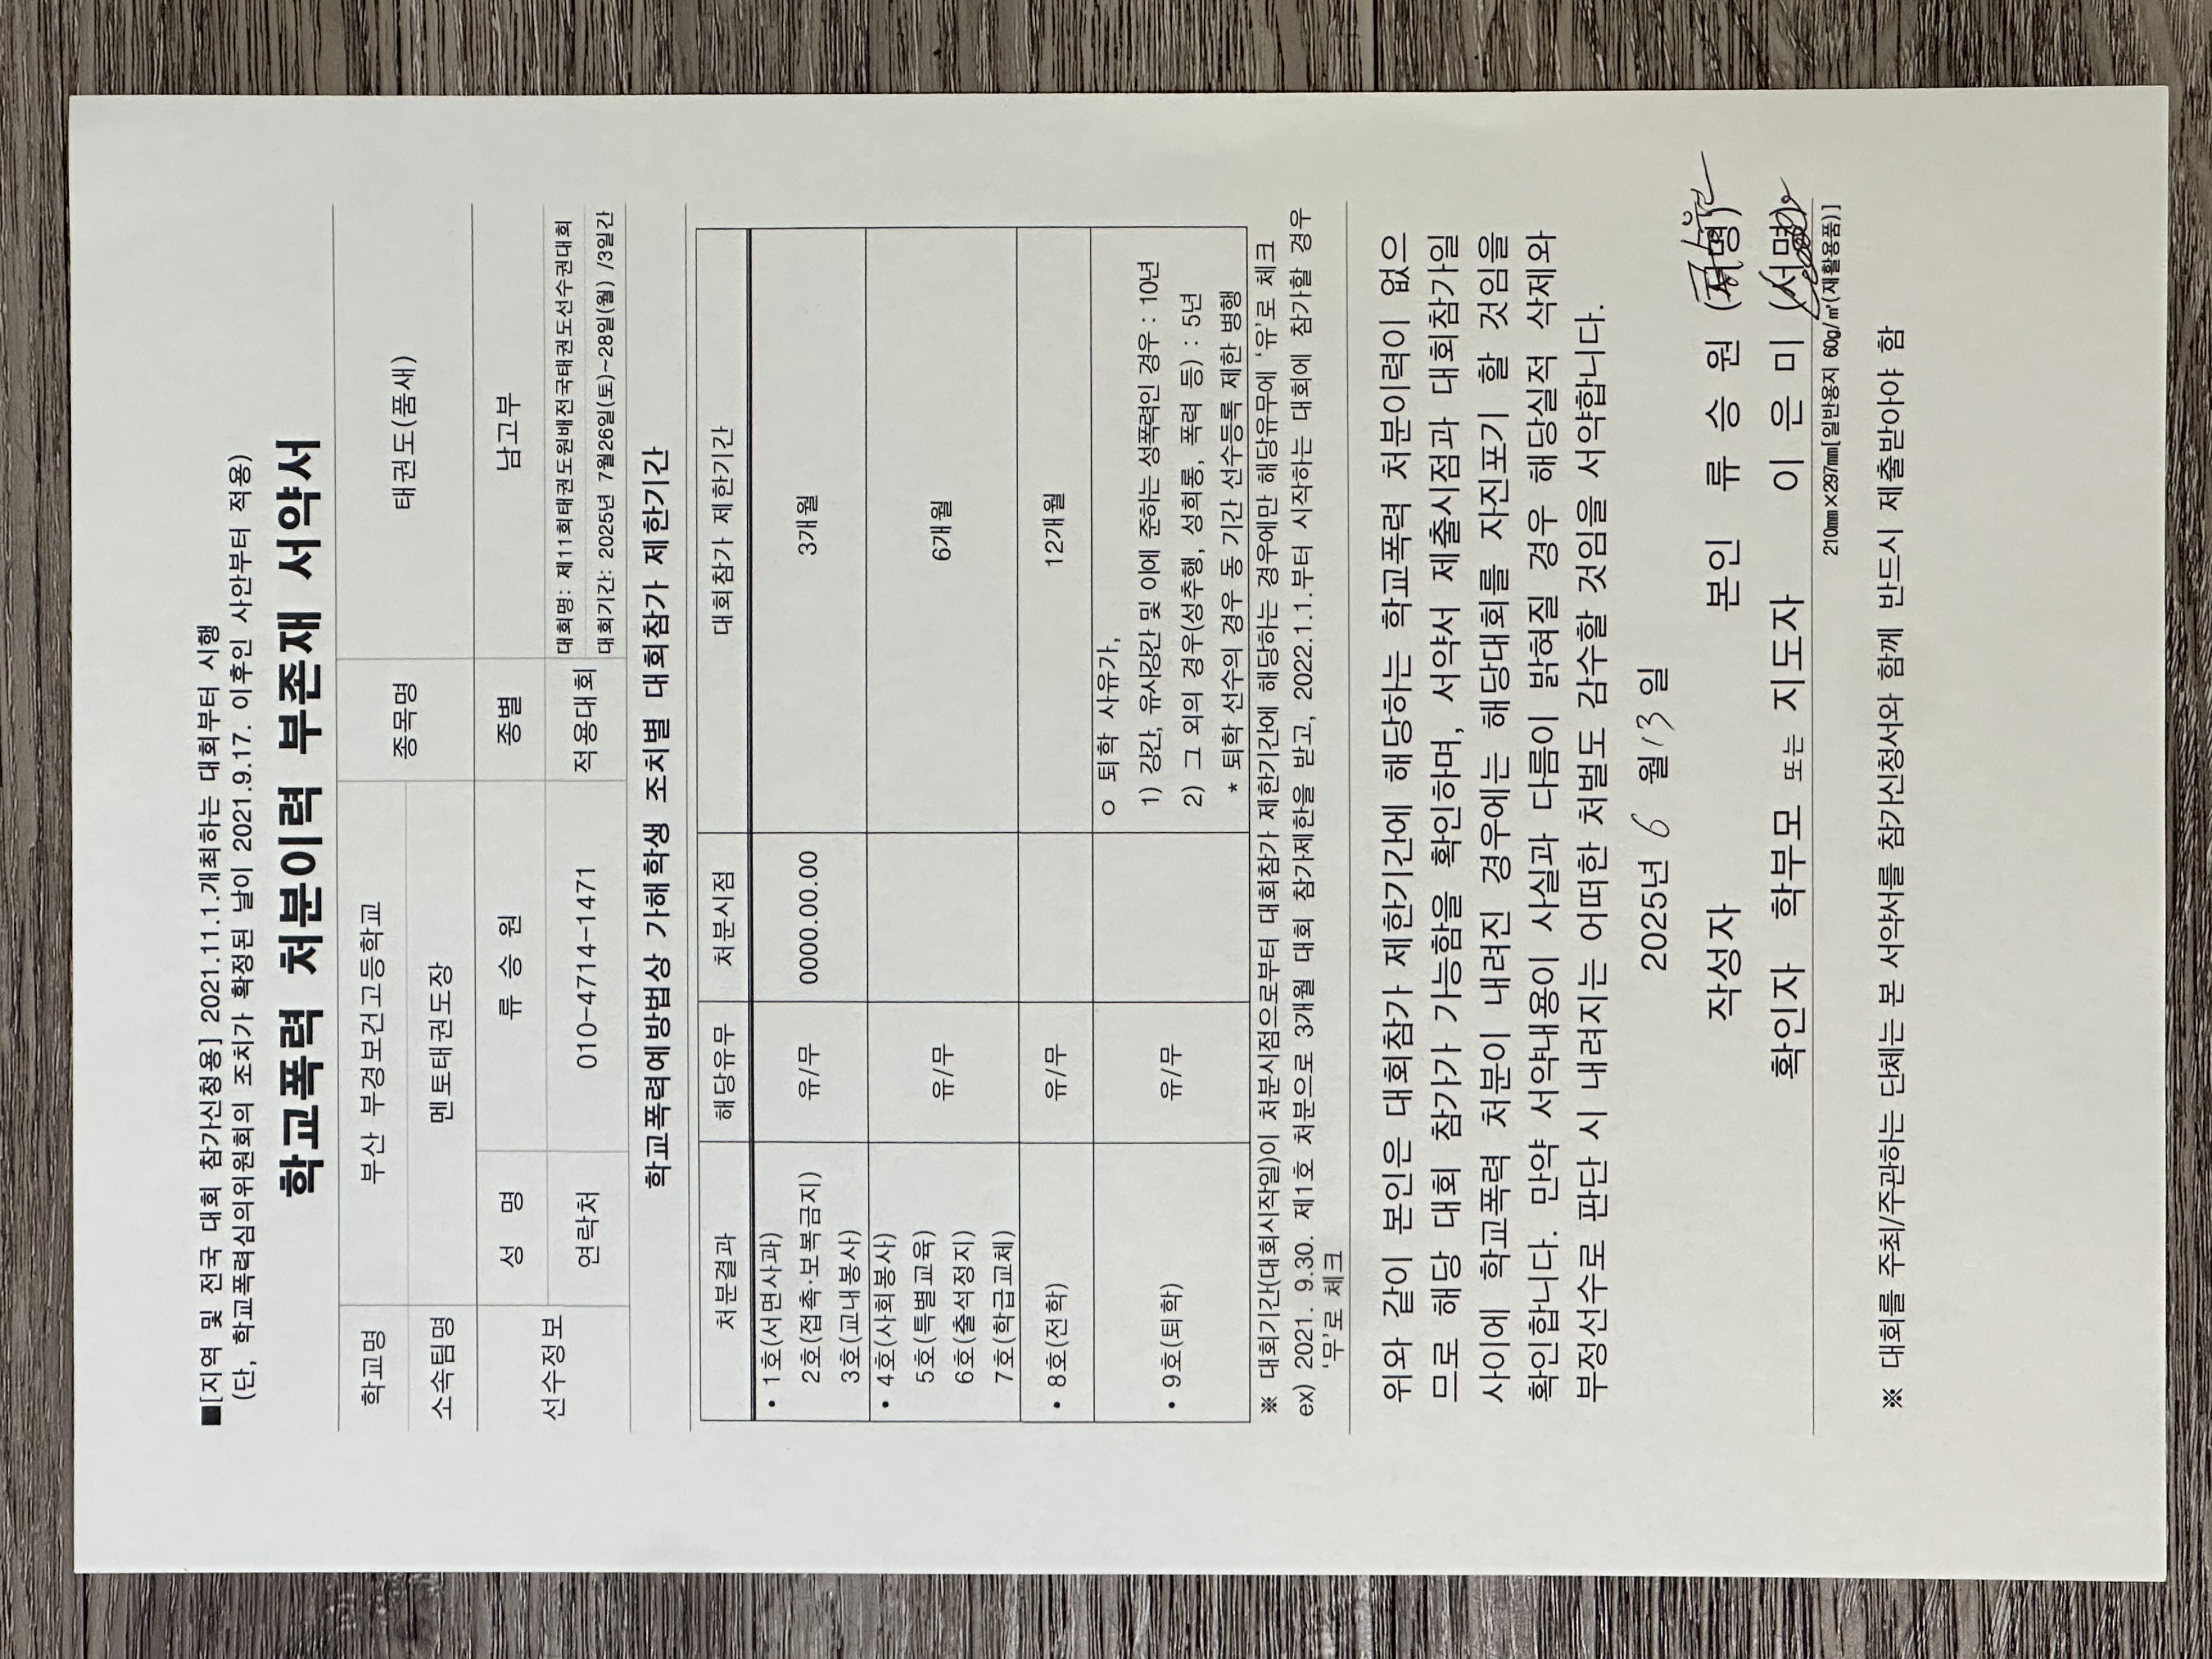 ■[지역 및 전국 대회 참가신청용] 2021.11.1.개최하는 대회부터 시행
(단, 학교폭력심의위원회의 조치가 확정된 날이 2021.9.17. 이후인 사안부터 적용)
학교폭력 처분이력 부존재 서약서
학교명 부산 부경보건고등학교 종목명 태권도(품새)
소속팀명 멘토태권도장
선수정보 성 명 류 승 원 종별 남고부
연락처 010-4714-1471 적용대회 대회명: 제11회태권도원배전국태권도선수권대회
대회기간: 2025년 7월26일(토)~28일(월) /3일간
학교폭력예방법상 가해학생 조치별 대회참가 제한기간
처분결과 해당유무 처분시점 대회참가 제한기간
• 1호(서면사과)
2호(접촉·보복금지) 유/무 0000.00.00 3개월
3호(교내봉사)
• 4호(사회봉사)
5호(특별교육) 유/무 6개월
6호(출석정지)
7호(학급교체)
• 8호(전학) 유/무 12개월
• 9호(퇴학) 유/무
ㅇ 퇴학 사유가,
1) 강간, 유사강간 및 이에 준하는 성폭력인 경우 : 10년
2) 그 외의 경우(성추행, 성희롱, 폭력 등) : 5년
* 퇴학 선수의 경우 동 기간 선수등록 제한 병행
※ 대회기간(대회시작일)이 처분시점으로부터 대회참가 제한기간에 해당하는 경우에만 해당유무에 ‘유’로 체크
ex) 2021. 9.30. 제1호 처분으로 3개월 대회 참가제한을 받고, 2022.1.1.부터 시작하는 대회에 참가할 경우
‘무’로 체크
위와 같이 본인은 대회참가 제한기간에 해당하는 학교폭력 처분이력이 없으
므로 해당 대회 참가가 가능함을 확인하며, 서약서 제출시점과 대회참가일
사이에 학교폭력 처분이 내려진 경우에는 해당대회를 자진포기 할 것임을
확인합니다. 만약 서약내용이 사실과 다름이 밝혀질 경우 해당실적 삭제와
부정선수로 판단 시 내려지는 어떠한 처벌도 감수할 것임을 서약합니다.
2025년 6 월 13 일
작성자 본인 류 승 원 (서명)
확인자 학부모 또는 지도자 이 은 미 (서명)
210㎜×297㎜[일반용지 60g/㎡(재활용품)]
※ 대회를 주최/주관하는 단체는 본 서약서를 참가신청서와 함께 반드시 제출받아야 함